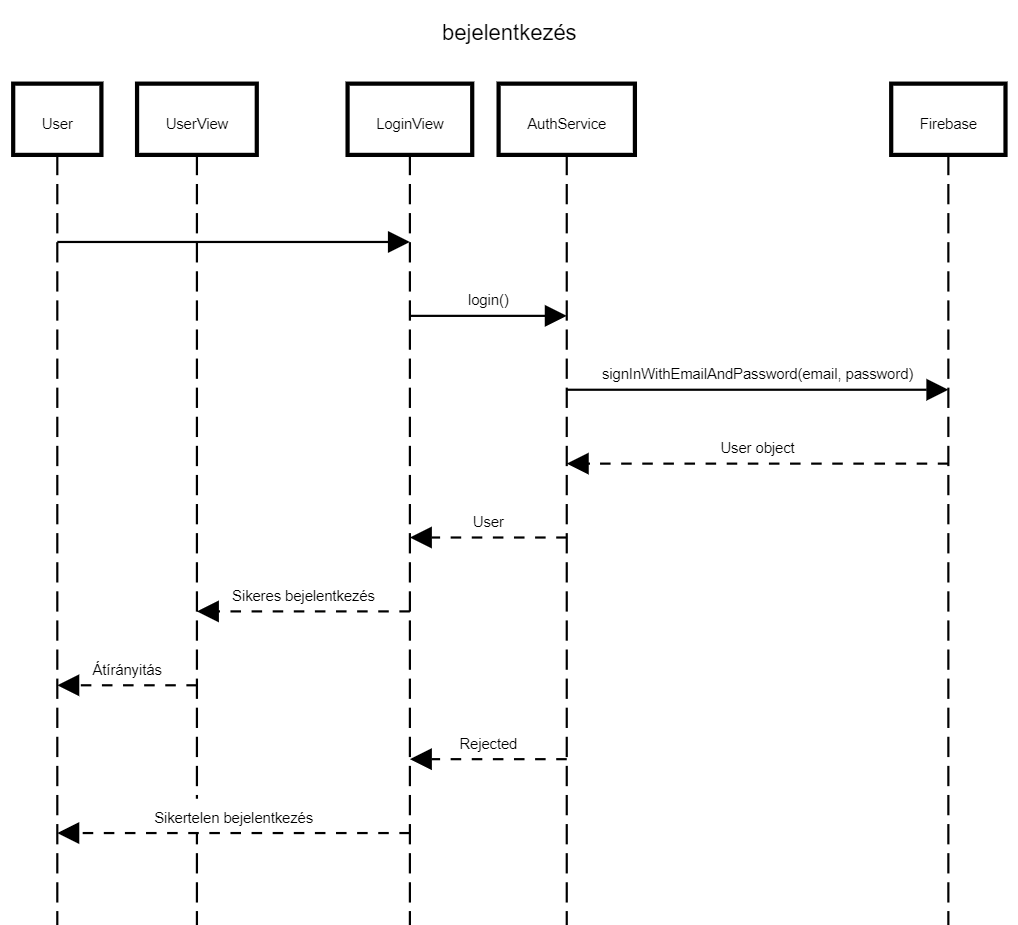 bejelentkezés
User
UserView
LoginView
AuthService
Firebase
login()
signInWithEmailAndPassword(email, password)
User object
User
Sikeres bejelentkezés
Átírányitás
Rejected
Sikertelen bejelentkezés